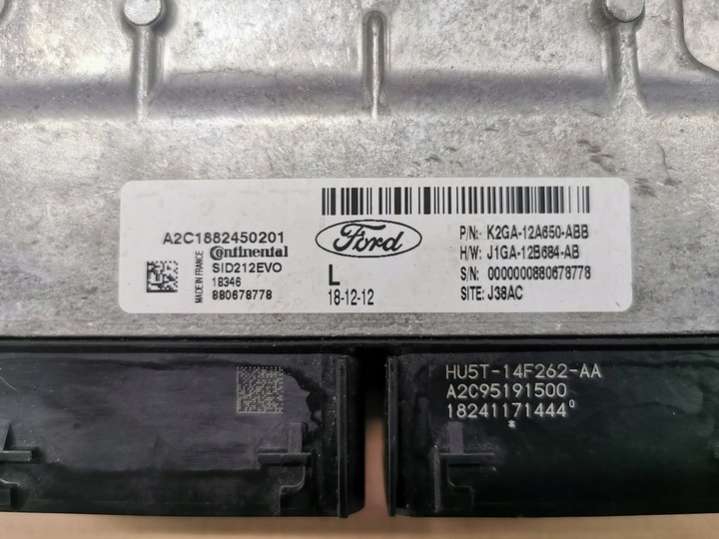 A2C1882450201
Continental
SID212EVO
MADE IN FRANCE
18346
880678778
Ford
L
18-12-12
P/N: K2GA-12A650-ABB
H/W: J1GA-12B684-AB
S/N: 0000000880678778
SITE: J38AC
HU5T-14F262-AA
A2C95191500
18241171444⁰
*